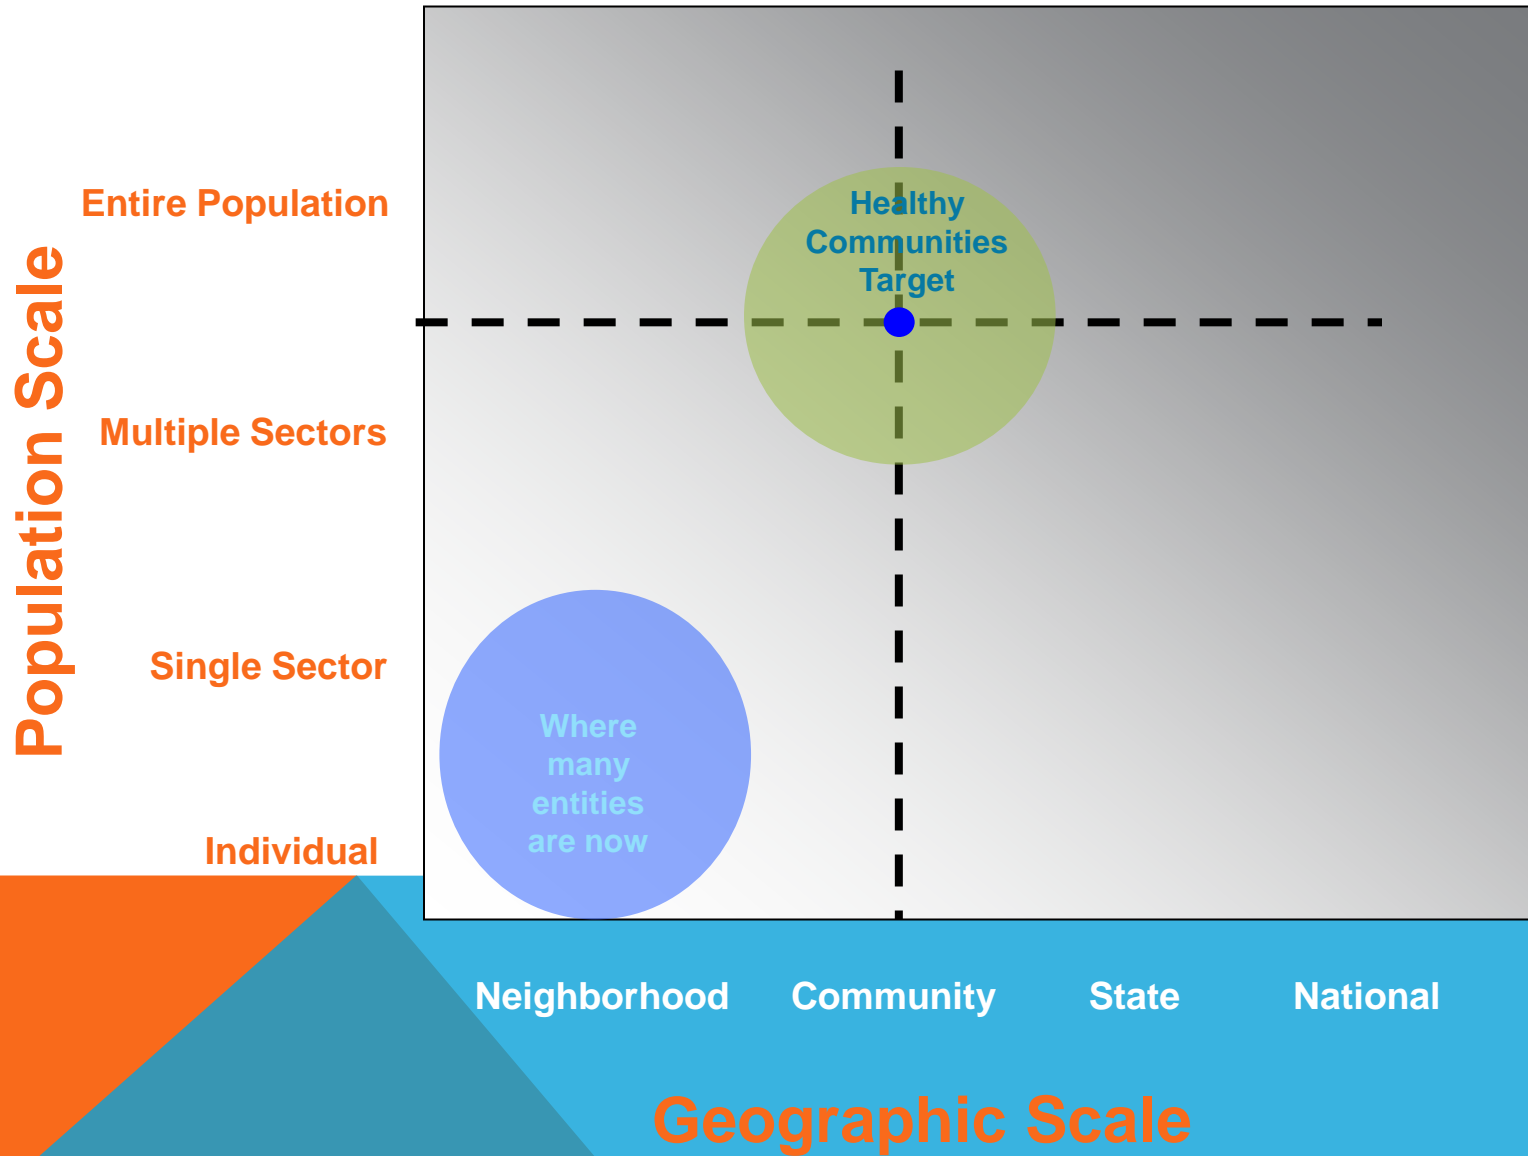 Population Scale
Entire Population
Multiple Sectors
Single Sector
Individual
Healthy
Communities
Target
Where
many
entities
are now
Neighborhood Community State National
Geographic Scale